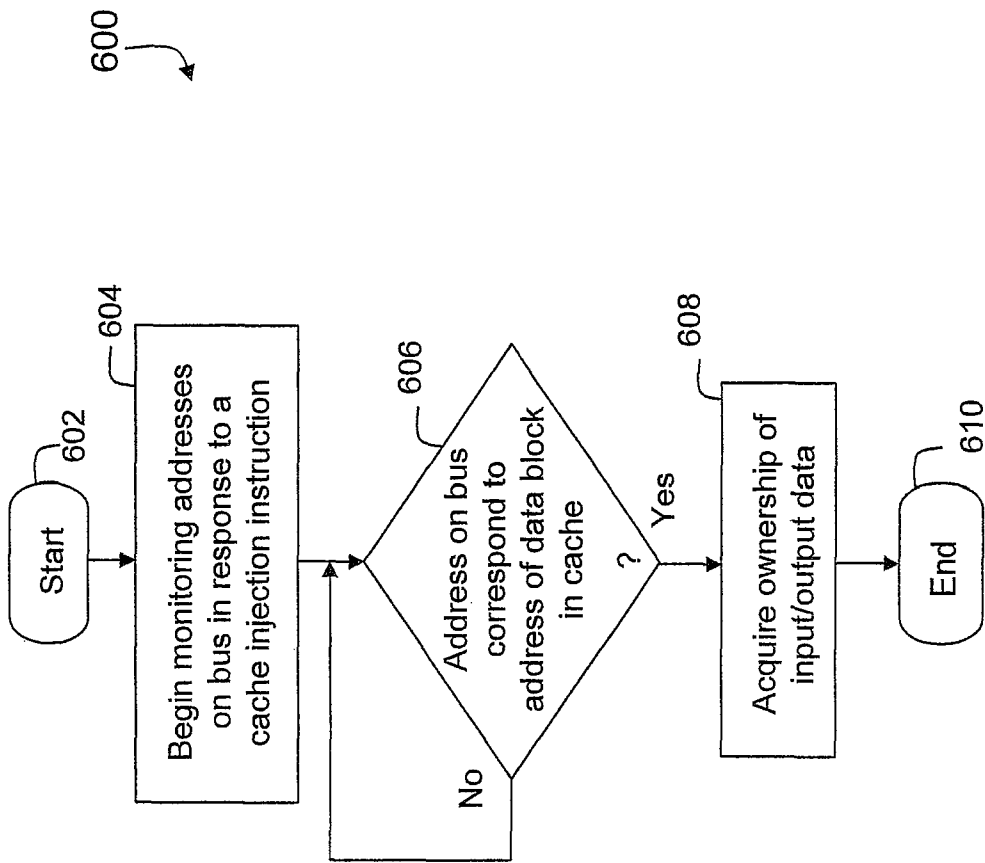 600
602
Start
604
Begin monitoring addresses
on bus in response to a
cache injection instruction
606
Address on bus
correspond to
address of data block
in cache
?
No
Yes
608
Acquire ownership of
input/output data
610
End